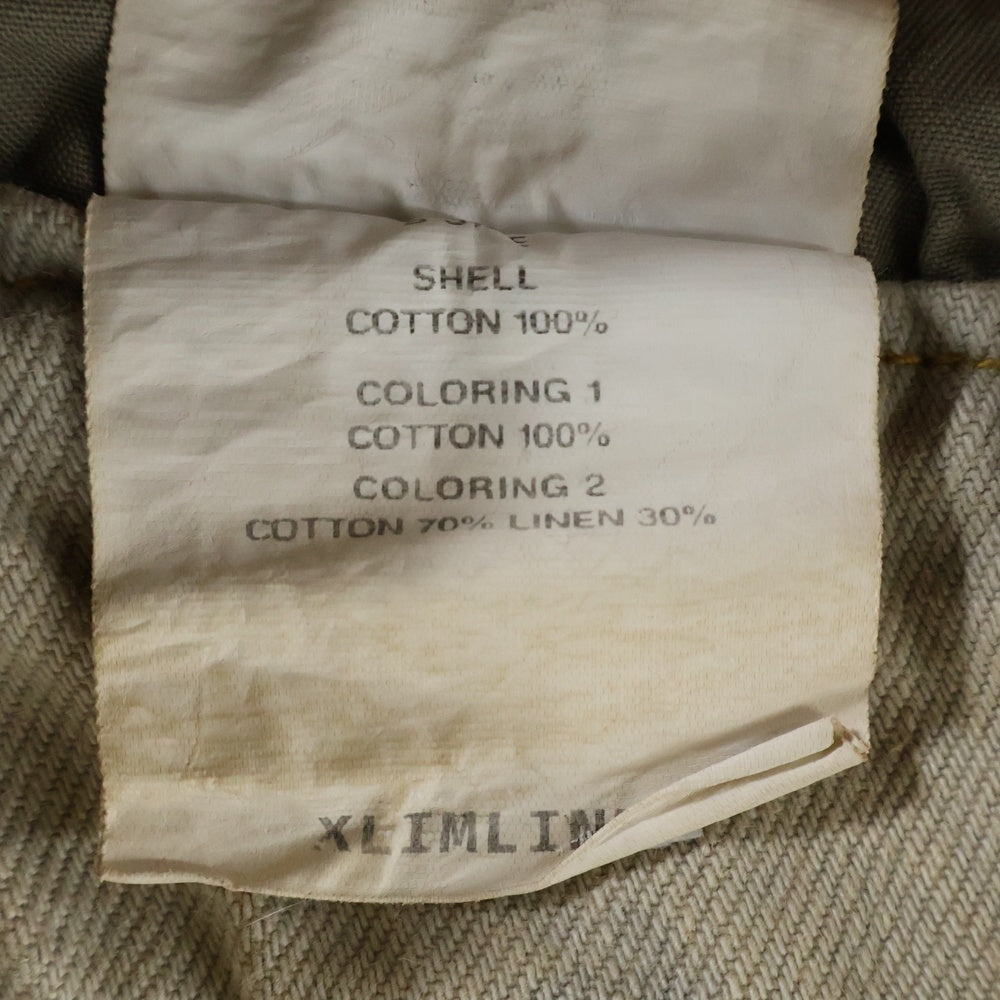 SHELL
COTTON 100%
COLORING 1
COTTON 100%
COLORING 2
COTTON 70% LINEN 30%